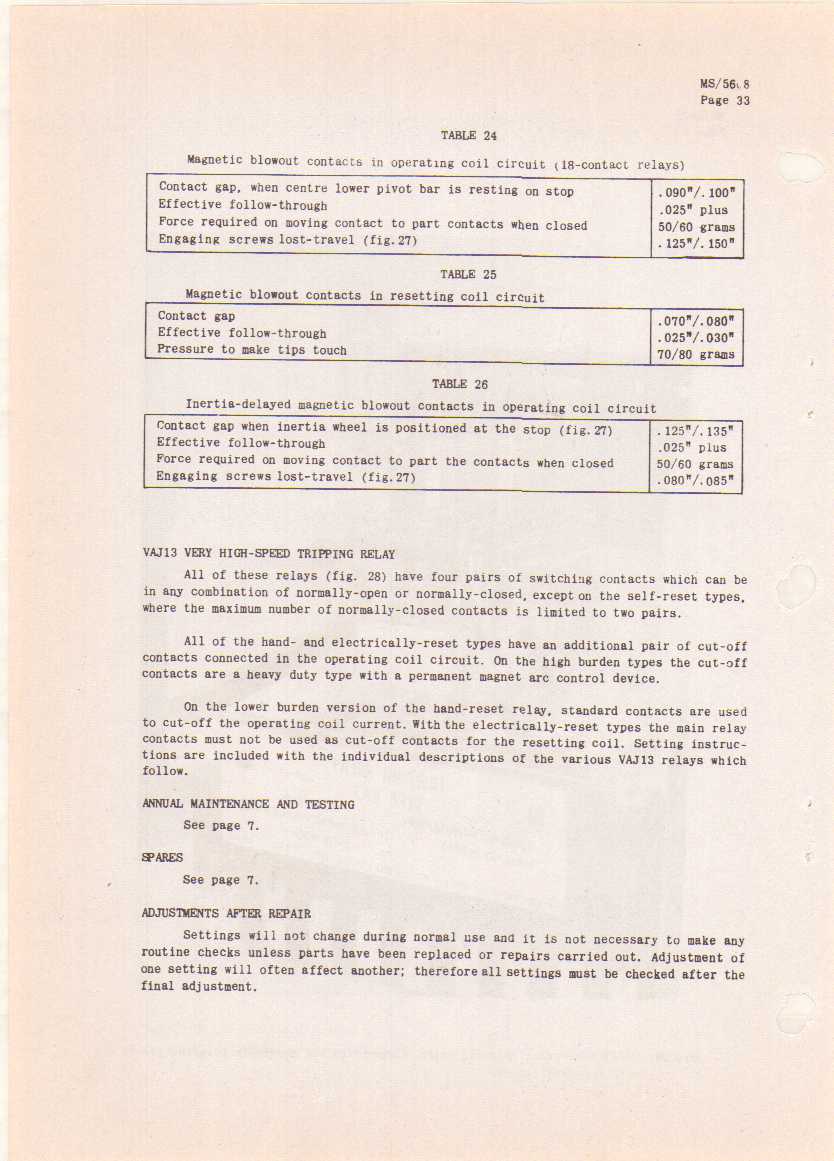 MS/56 8
Page 33
TABLE 24
Magnetic blowout contacts in operating coil circuit (18-contact relays)
Contact gap, when centre lower pivot bar is resting on stop .090"/.100"
Effective follow-through .025" plus
Force required on moving contact to part contacts when closed 50/60 grams
Engaging screws lost-travel (fig.27) .125"/.150"
TABLE 25
Magnetic blowout contacts in resetting coil circuit
Contact gap .070"/.080"
Effective follow-through .025"/.030"
Pressure to make tips touch 70/80 grams
TABLE 26
Inertia-delayed magnetic blowout contacts in operating coil circuit
Contact gap when inertia wheel is positioned at the stop (fig.27) .125"/.135"
Effective follow-through .025" plus
Force required on moving contact to part the contacts when closed 50/60 grams
Engaging screws lost-travel (fig.27) .080"/.085"
VAJ13 VERY HIGH-SPEED TRIPPING RELAY
All of these relays (fig. 28) have four pairs of switching contacts which can be
in any combination of normally-open or normally-closed, except on the self-reset types,
where the maximum number of normally-closed contacts is limited to two pairs.
All of the hand- and electrically-reset types have an additional pair of cut-off
contacts connected in the operating coil circuit. On the high burden types the cut-off
contacts are a heavy duty type with a permanent magnet arc control device.
On the lower burden version of the hand-reset relay, standard contacts are used
to cut-off the operating coil current. With the electrically-reset types the main relay
contacts must not be used as cut-off contacts for the resetting coil. Setting instruc-
tions are included with the individual descriptions of the various VAJ13 relays which
follow.
ANNUAL MAINTENANCE AND TESTING
See page 7.
SPARES
See page 7.
ADJUSTMENTS AFTER REPAIR
Settings will not change during normal use and it is not necessary to make any
routine checks unless parts have been replaced or repairs carried out. Adjustment of
one setting will often affect another; therefore all settings must be checked after the
final adjustment.